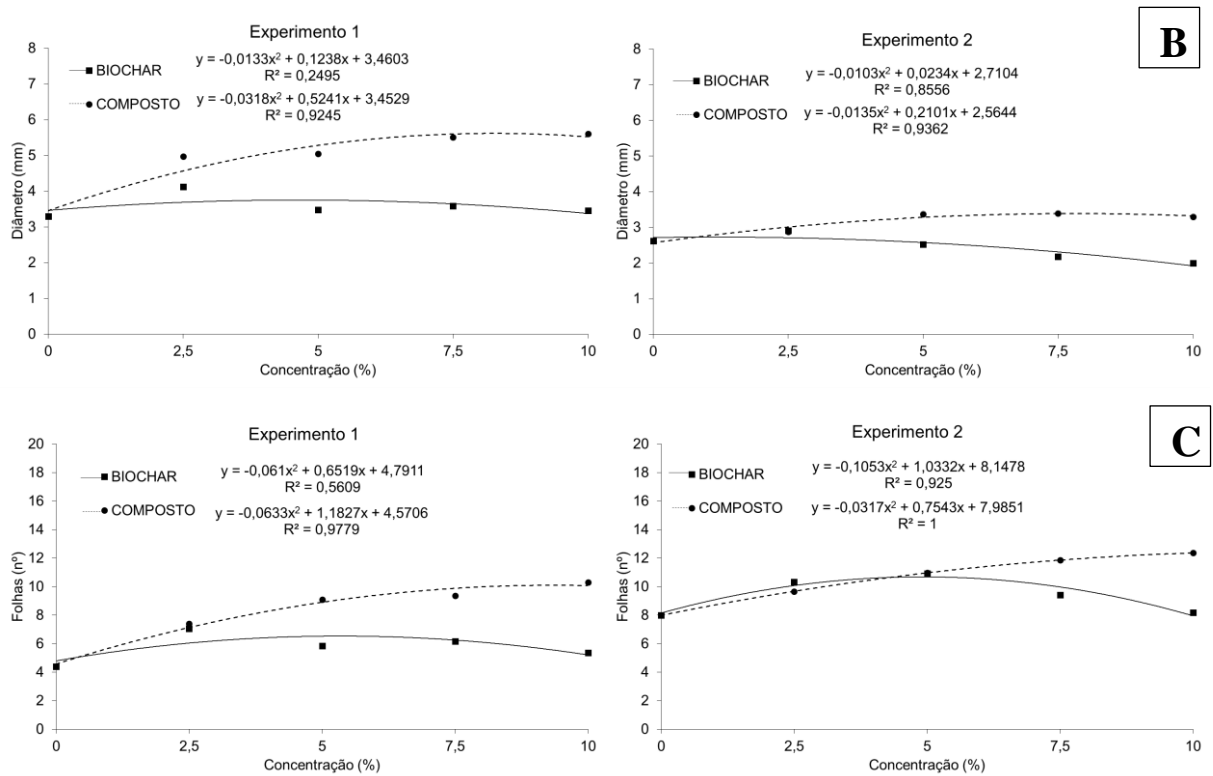 B
Experimento 1
BIOCHAR
y = -0,0133x² + 0,1238x + 3,4603
R² = 0,2495
COMPOSTO
y = -0,0318x² + 0,5241x + 3,4529
R² = 0,9245
Diâmetro (mm)
8
7
6
5
4
3
2
1
0
0 2,5 5 7,5 10
Concentração (%)
Experimento 2
BIOCHAR
y = -0,0103x² + 0,0234x + 2,7104
R² = 0,8556
COMPOSTO
y = -0,0135x² + 0,2101x + 2,5644
R² = 0,9362
Diâmetro (mm)
8
7
6
5
4
3
2
1
0
0 2,5 5 7,5 10
Concentração (%)
C
Experimento 1
BIOCHAR
y = -0,061x² + 0,6519x + 4,7911
R² = 0,5609
COMPOSTO
y = -0,0633x² + 1,1827x + 4,5706
R² = 0,9779
Folhas (nº)
20
18
16
14
12
10
8
6
4
2
0
0 2,5 5 7,5 10
Concentração (%)
Experimento 2
BIOCHAR
y = -0,1053x² + 1,0332x + 8,1478
R² = 0,925
COMPOSTO
y = -0,0317x² + 0,7543x + 7,9851
R² = 1
Folhas (nº)
20
18
16
14
12
10
8
6
4
2
0
0 2,5 5 7,5 10
Concentração (%)